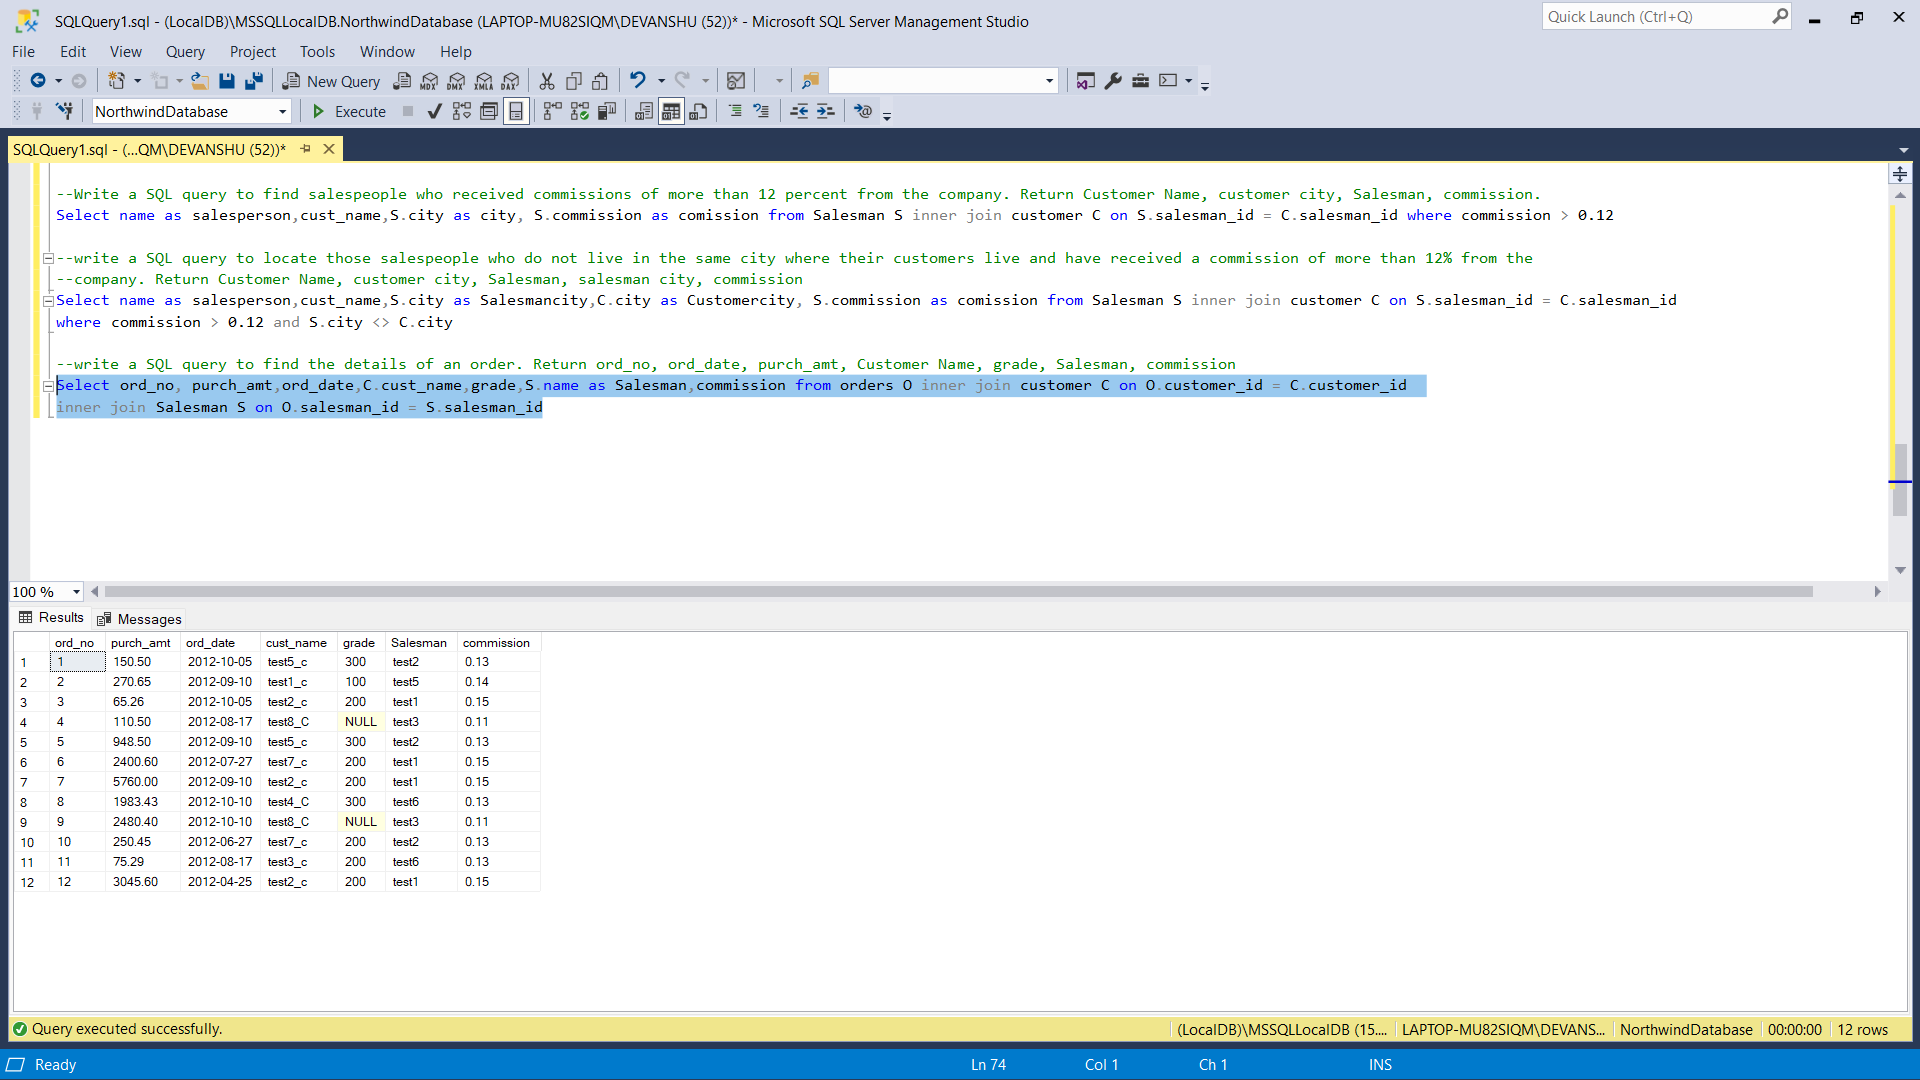 SQLQuery1.sql - (LocalDB)\MSSQLLocalDB.NorthwindDatabase (LAPTOP-MU82SIQM\DEVANSHU (52))* - Microsoft SQL Server Management Studio
Quick Launch (Ctrl+Q)
File Edit View Query Project Tools Window Help
New Query MDX DMX XMLA DAX
NorthwindDatabase Execute
SQLQuery1.sql - (...QM\DEVANSHU (52))*
--Write a SQL query to find salespeople who received commissions of more than 12 percent from the company. Return Customer Name, customer city, Salesman, commission.
Select name as salesperson,cust_name,S.city as city, S.commission as comission from Salesman S inner join customer C on S.salesman_id = C.salesman_id where commission > 0.12
--write a SQL query to locate those salespeople who do not live in the same city where their customers live and have received a commission of more than 12% from the
--company. Return Customer Name, customer city, Salesman, salesman city, commission
Select name as salesperson,cust_name,S.city as Salesmancity,C.city as Customercity, S.commission as comission from Salesman S inner join customer C on S.salesman_id = C.salesman_id
where commission > 0.12 and S.city <> C.city
--write a SQL query to find the details of an order. Return ord_no, ord_date, purch_amt, Customer Name, grade, Salesman, commission
Select ord_no, purch_amt,ord_date,C.cust_name,grade,S.name as Salesman,commission from orders O inner join customer C on O.customer_id = C.customer_id
inner join Salesman S on O.salesman_id = S.salesman_id
100 %
Results Messages
ord_no purch_amt ord_date cust_name grade Salesman commission
1 1 150.50 2012-10-05 test5_c 300 test2 0.13
2 2 270.65 2012-09-10 test1_c 100 test5 0.14
3 3 65.26 2012-10-05 test2_c 200 test1 0.15
4 4 110.50 2012-08-17 test8_C NULL test3 0.11
5 5 948.50 2012-09-10 test5_c 300 test2 0.13
6 6 2400.60 2012-07-27 test7_c 200 test1 0.15
7 7 5760.00 2012-09-10 test2_c 200 test1 0.15
8 8 1983.43 2012-10-10 test4_C 300 test6 0.13
9 9 2480.40 2012-10-10 test8_C NULL test3 0.11
10 10 250.45 2012-06-27 test7_c 200 test2 0.13
11 11 75.29 2012-08-17 test3_c 200 test6 0.13
12 12 3045.60 2012-04-25 test2_c 200 test1 0.15
Query executed successfully. (LocalDB)\MSSQLLocalDB (15.... LAPTOP-MU82SIQM\DEVANS... NorthwindDatabase 00:00:00 12 rows
Ready Ln 74 Col 1 Ch 1 INS